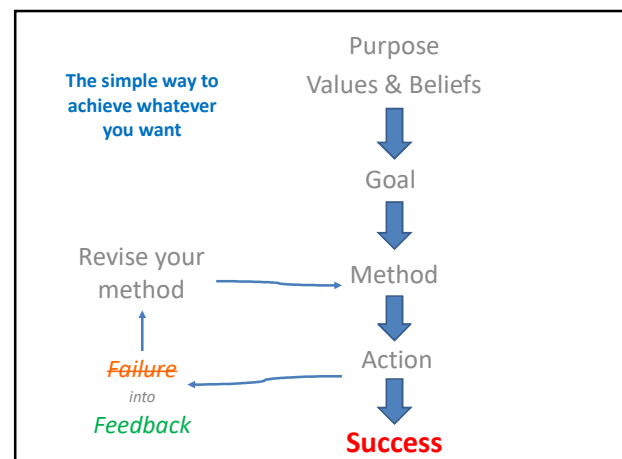 The simple way to
achieve whatever
you want
Purpose
Values & Beliefs
Goal
Method
Action
Success
Revise your
method
Failure
into
Feedback